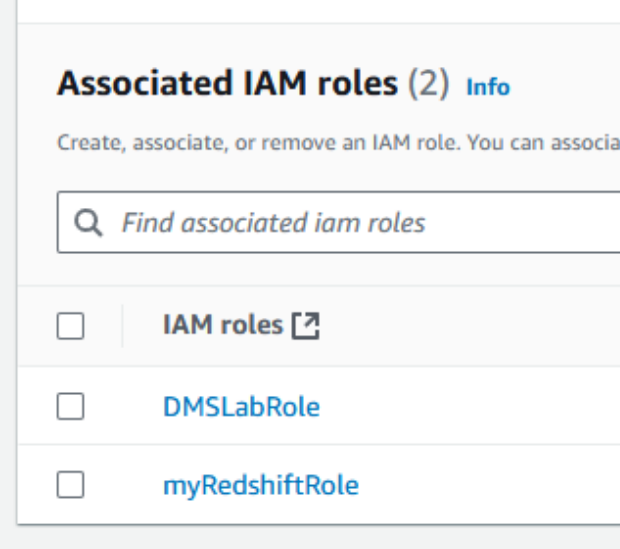 Associated IAM roles (2) Info
Create, associate, or remove an IAM role. You can associa
Find associated iam roles
IAM roles
DMSLabRole
myRedshiftRole